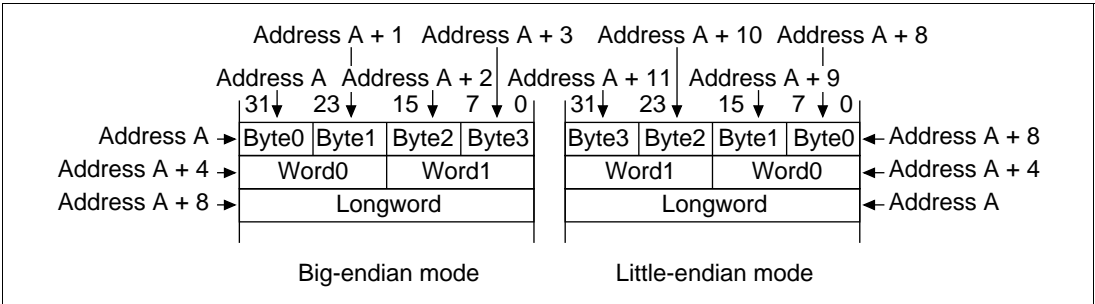 Address A + 1 Address A + 3 Address A + 10 Address A + 8
Address A Address A + 2 Address A + 11 Address A + 9
31 23 15 7 0 31 23 15 7 0
Address A Byte0 Byte1 Byte2 Byte3 Byte3 Byte2 Byte1 Byte0 Address A + 8
Address A + 4 Word0 Word1 Word1 Word0 Address A + 4
Address A + 8 Longword Longword Address A
Big-endian mode Little-endian mode